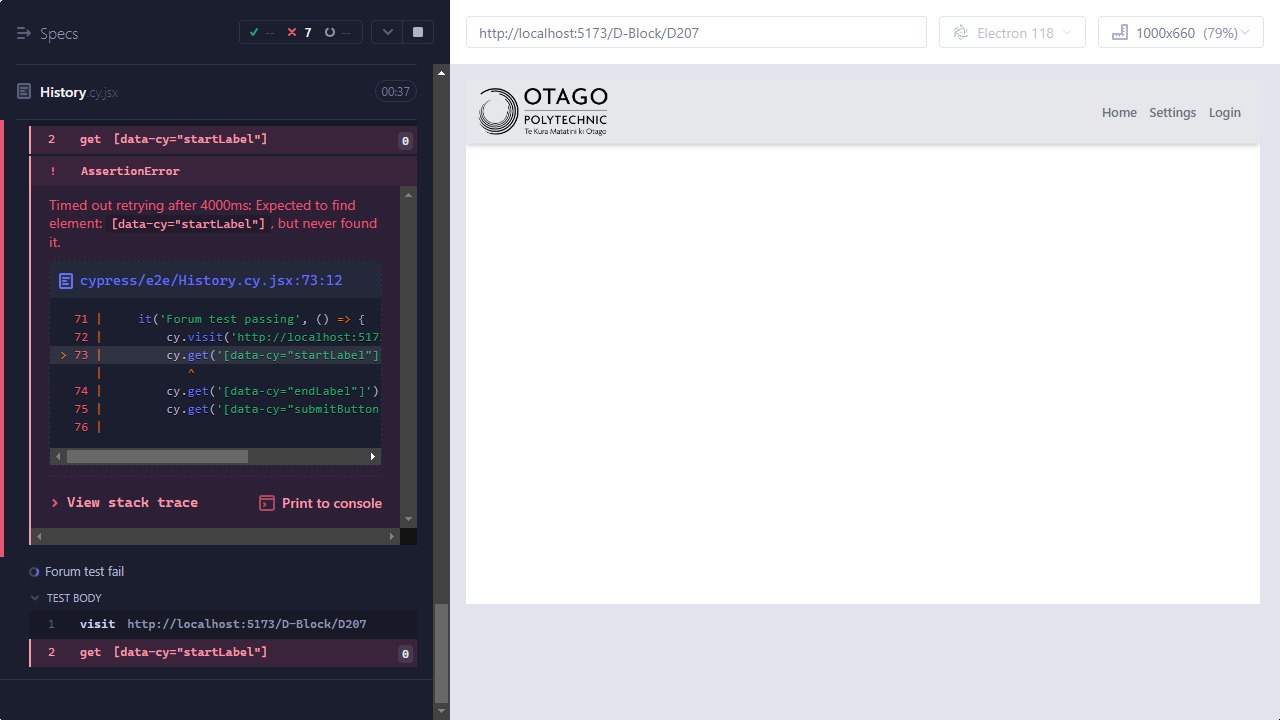 Specs
-- 7 --
History.cy.jsx
00:37
2 get [data-cy="startLabel"] 0
! AssertionError
Timed out retrying after 4000ms: Expected to find
element: [data-cy="startLabel"], but never found
it.
cypress/e2e/History.cy.jsx:73:12
71 | it('Forum test passing', () => {
72 | cy.visit('http://localhost:517
> 73 | cy.get('[data-cy="startLabel"]
| ^
74 | cy.get('[data-cy="endLabel"]')
75 | cy.get('[data-cy="submitButton
76 |
View stack trace
Print to console
Forum test fail
TEST BODY
1 visit http://localhost:5173/D-Block/D207
2 get [data-cy="startLabel"] 0
http://localhost:5173/D-Block/D207
Electron 118
1000x660 (79%)
OTAGO
POLYTECHNIC
Te Kura Matatini ki Otago
Home Settings Login